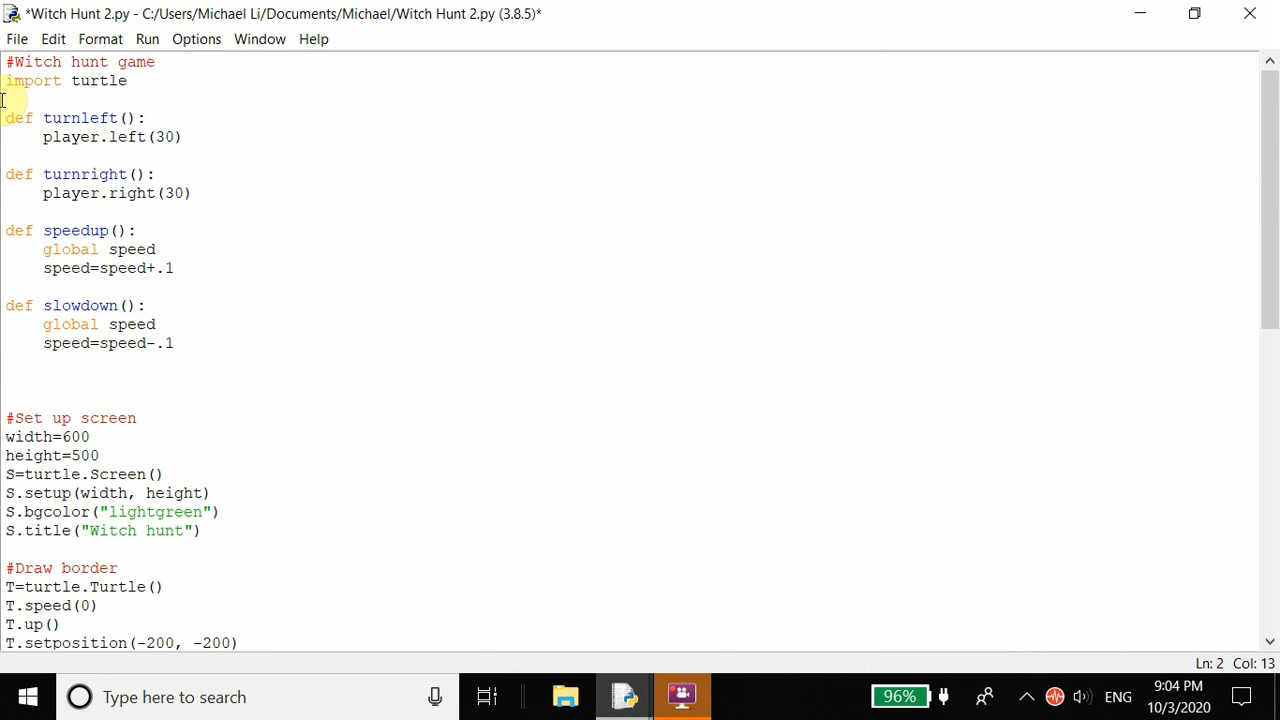 *Witch Hunt 2.py - C:/Users/Michael Li/Documents/Michael/Witch Hunt 2.py (3.8.5)*
File Edit Format Run Options Window Help
#Witch hunt game
import turtle
def turnleft():
    player.left(30)
def turnright():
    player.right(30)
def speedup():
    global speed
    speed=speed+.1
def slowdown():
    global speed
    speed=speed-.1
#Set up screen
width=600
height=500
S=turtle.Screen()
S.setup(width, height)
S.bgcolor("lightgreen")
S.title("Witch hunt")
#Draw border
T=turtle.Turtle()
T.speed(0)
T.up()
T.setposition(-200, -200)
Ln: 2 Col: 13
Type here to search
96%
ENG
9:04 PM
10/3/2020